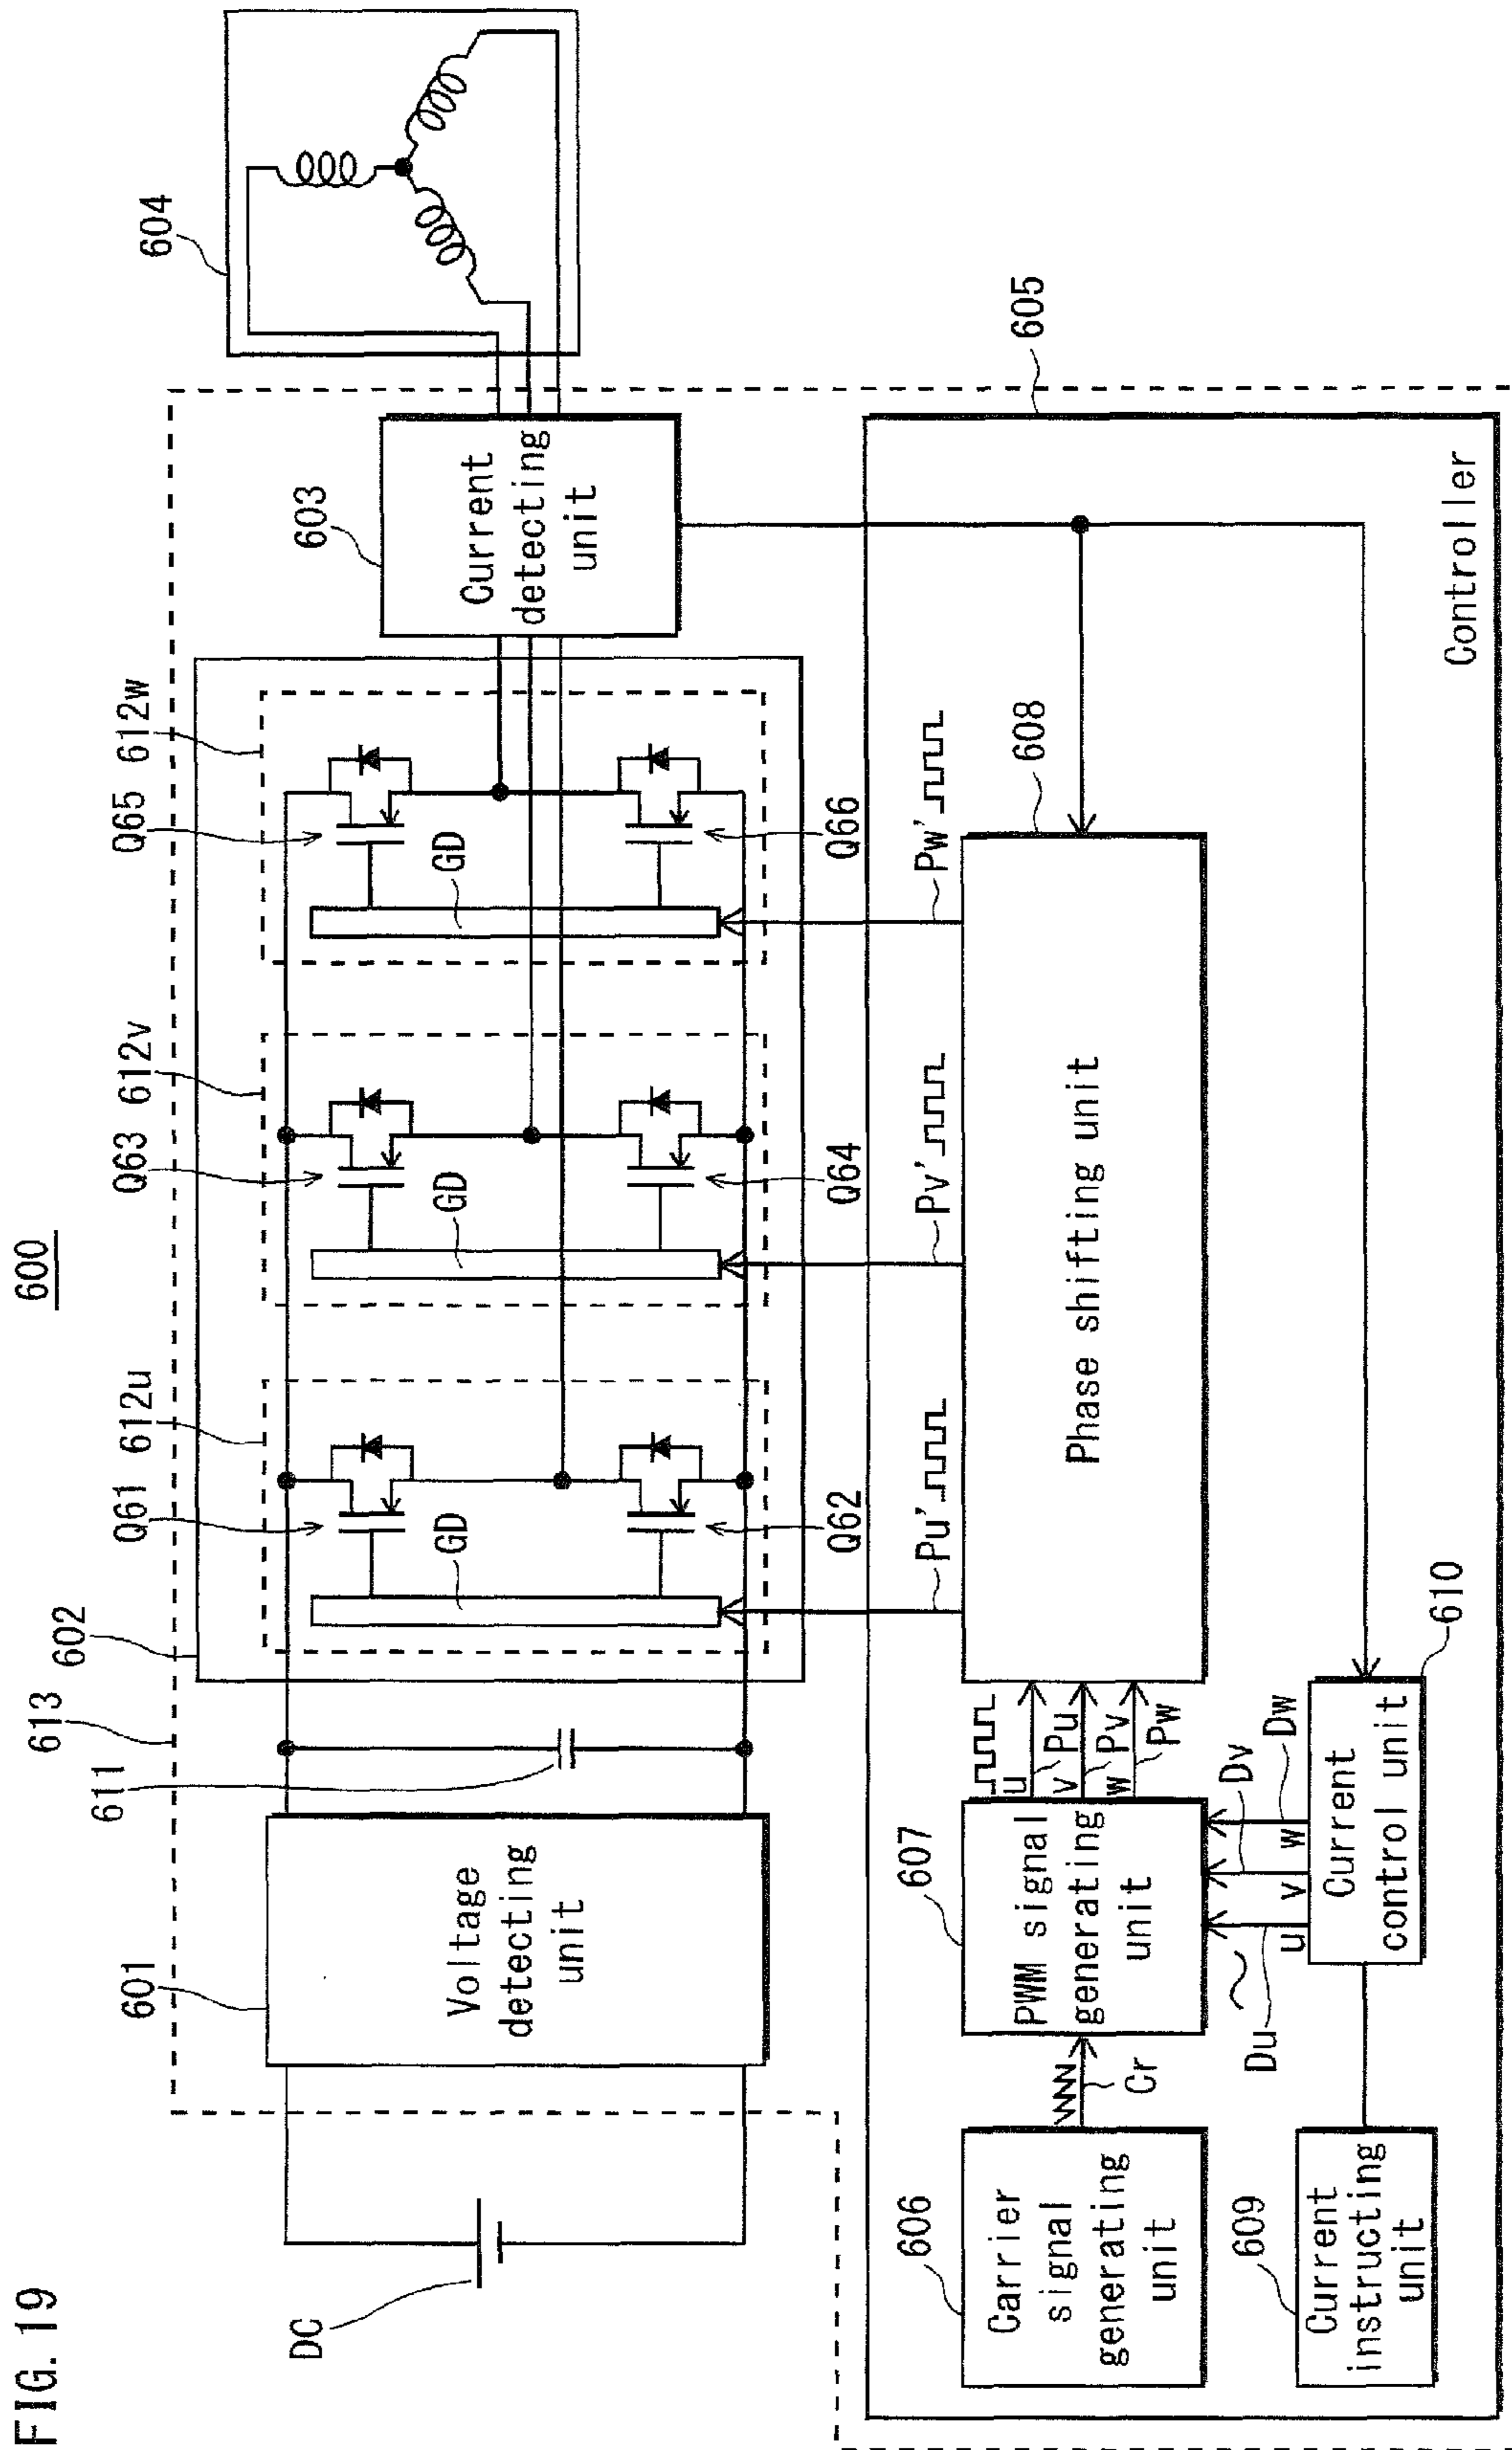 FIG. 19
600
DC
601
Voltage
detecting
unit
613
611
602
Q61
612u
GD
Q62
Q63
612v
GD
Q64
Q65
612w
GD
Q66
603
Current
detecting
unit
604
605
Controller
606
Carrier
signal
generating
unit
Cr
607
PWM signal
generating
unit
u
Pu
v
Pv
w
Pw
608
Phase shifting unit
Pu'
Pv'
Pw'
609
Current
instructing
unit
610
Current
control unit
u
Du
v
Dv
w
Dw